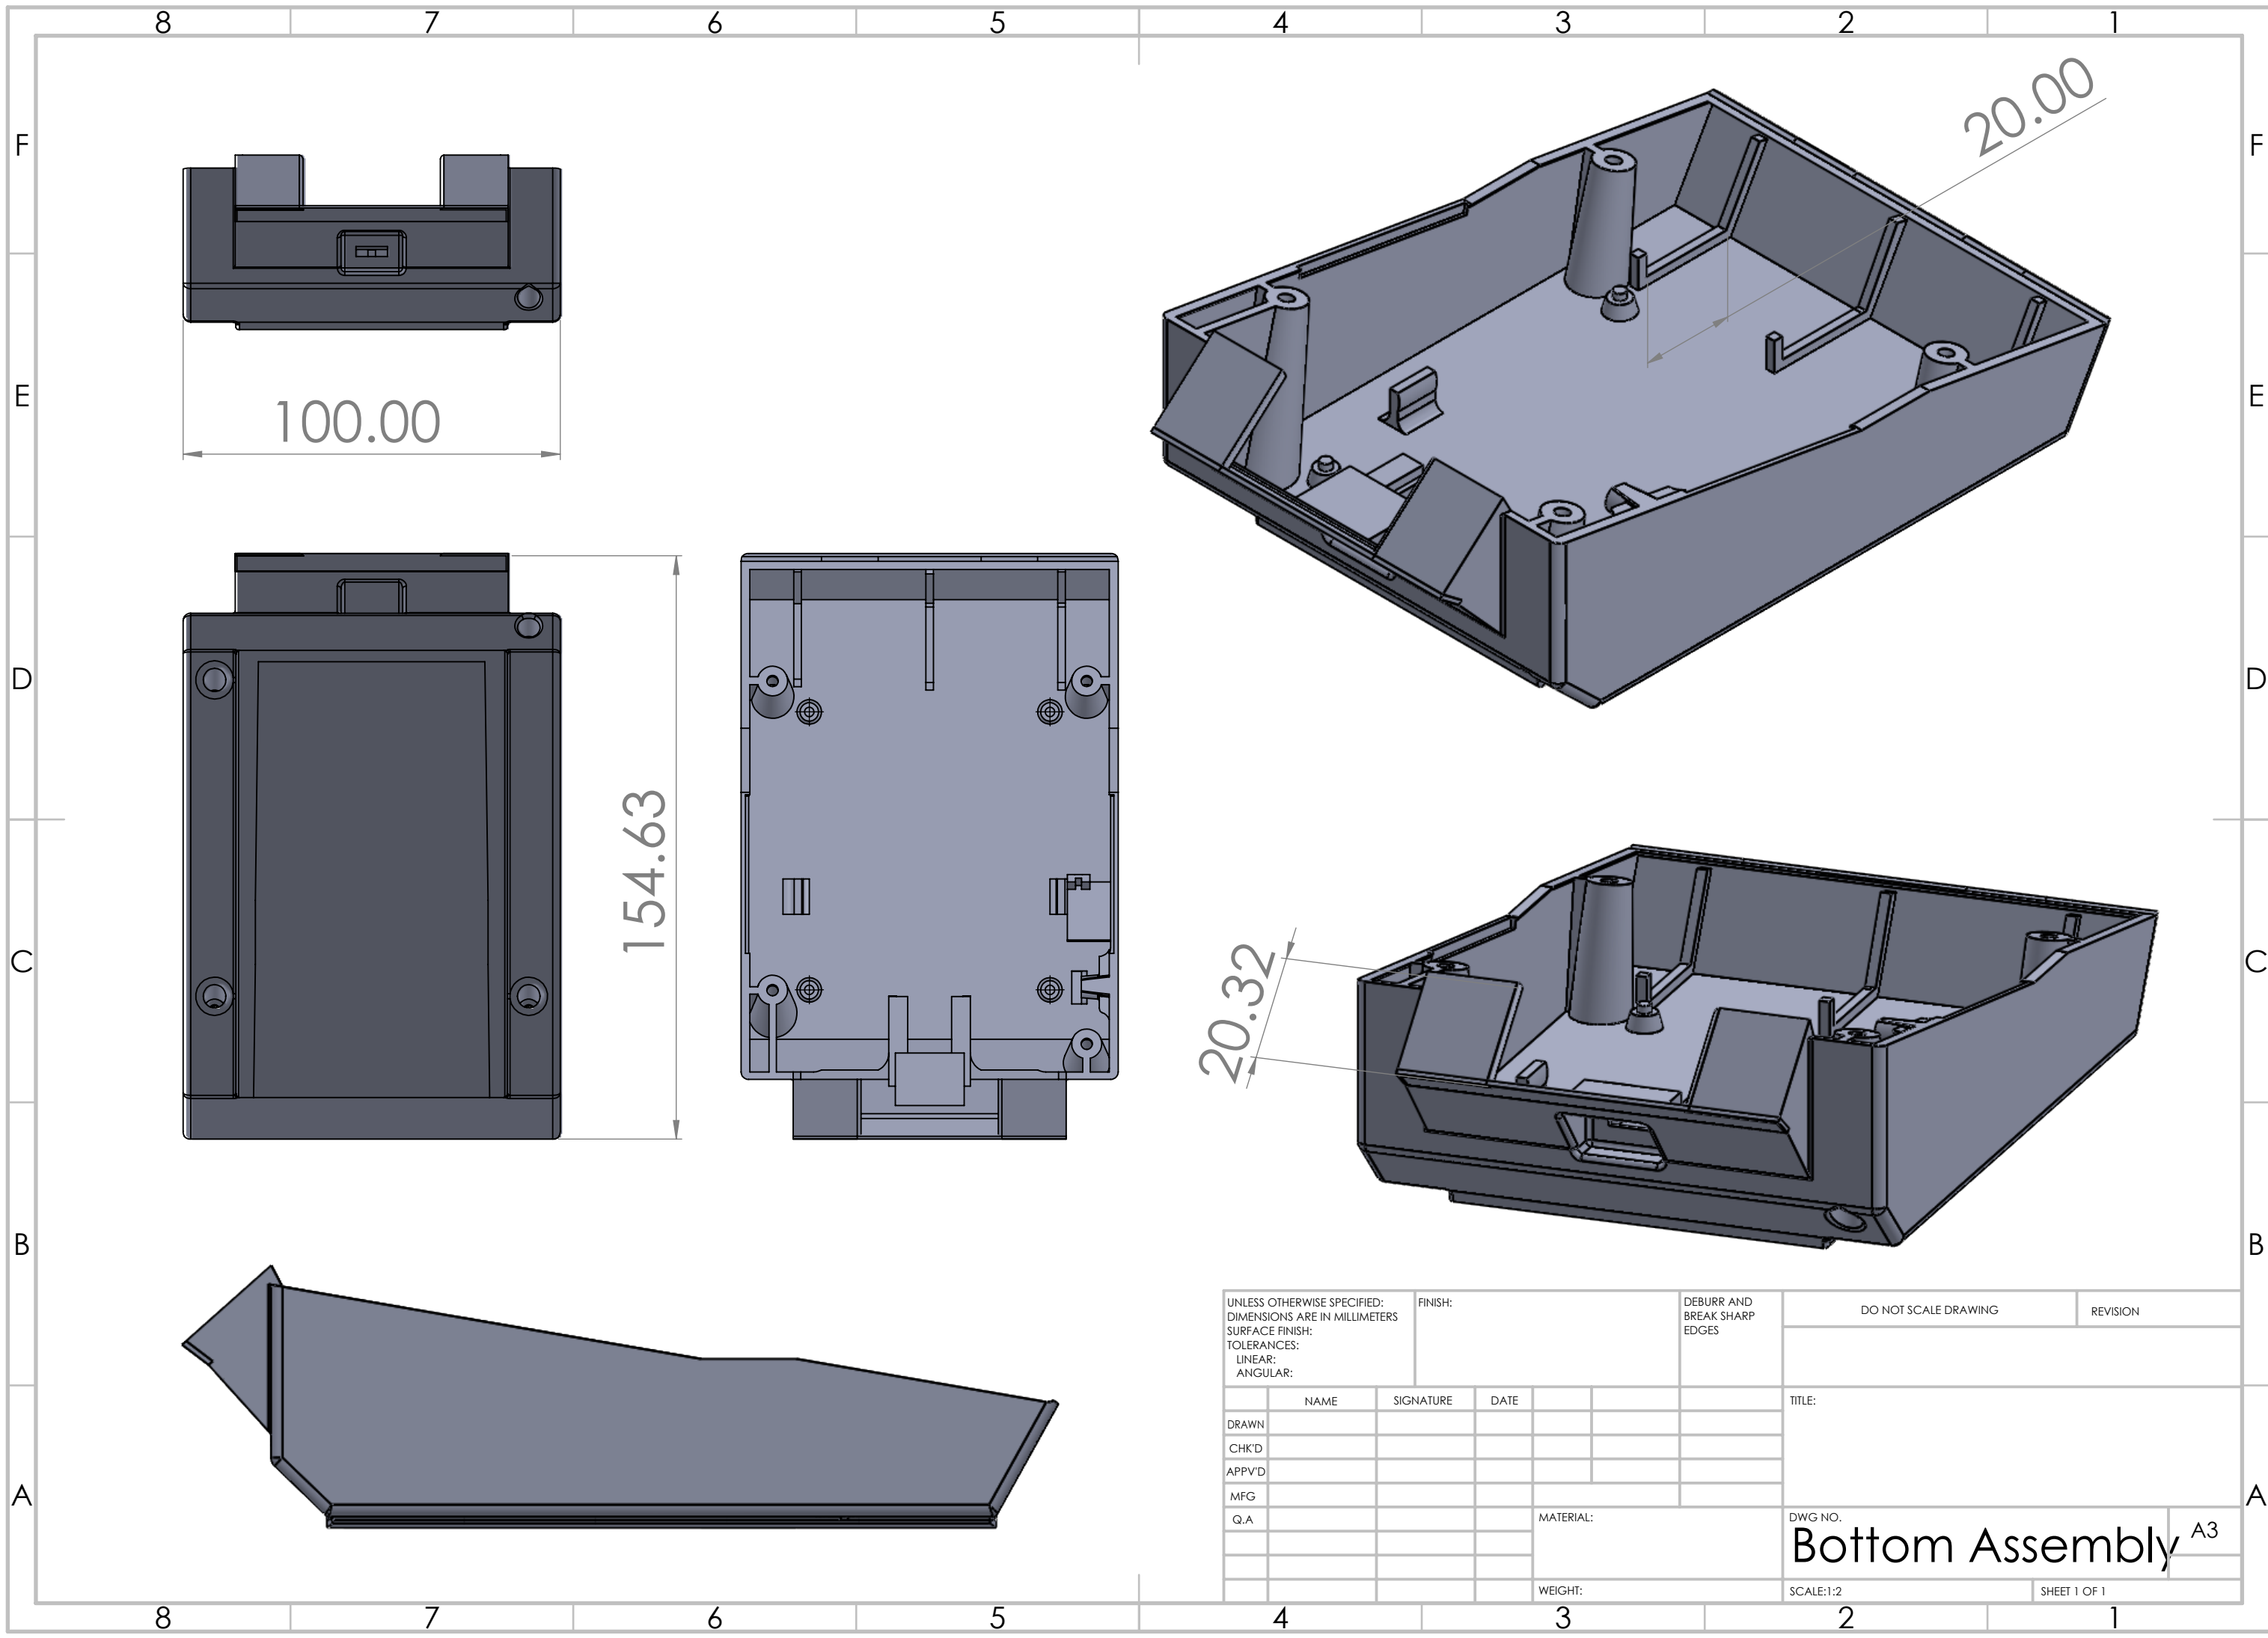 8 7 6 5 4 3 2 1
F F
20.00
E E
100.00
D D
154.63
C C
20.32
B B
A A
UNLESS OTHERWISE SPECIFIED:
DIMENSIONS ARE IN MILLIMETERS
SURFACE FINISH:
TOLERANCES:
LINEAR:
ANGULAR:
FINISH:
DEBURR AND
BREAK SHARP
EDGES
DO NOT SCALE DRAWING
REVISION
NAME SIGNATURE DATE
DRAWN
CHK'D
APPV'D
MFG
Q.A
TITLE:
MATERIAL:
DWG NO.
Bottom Assembly
A3
WEIGHT:
SCALE:1:2
SHEET 1 OF 1
8 7 6 5 4 3 2 1